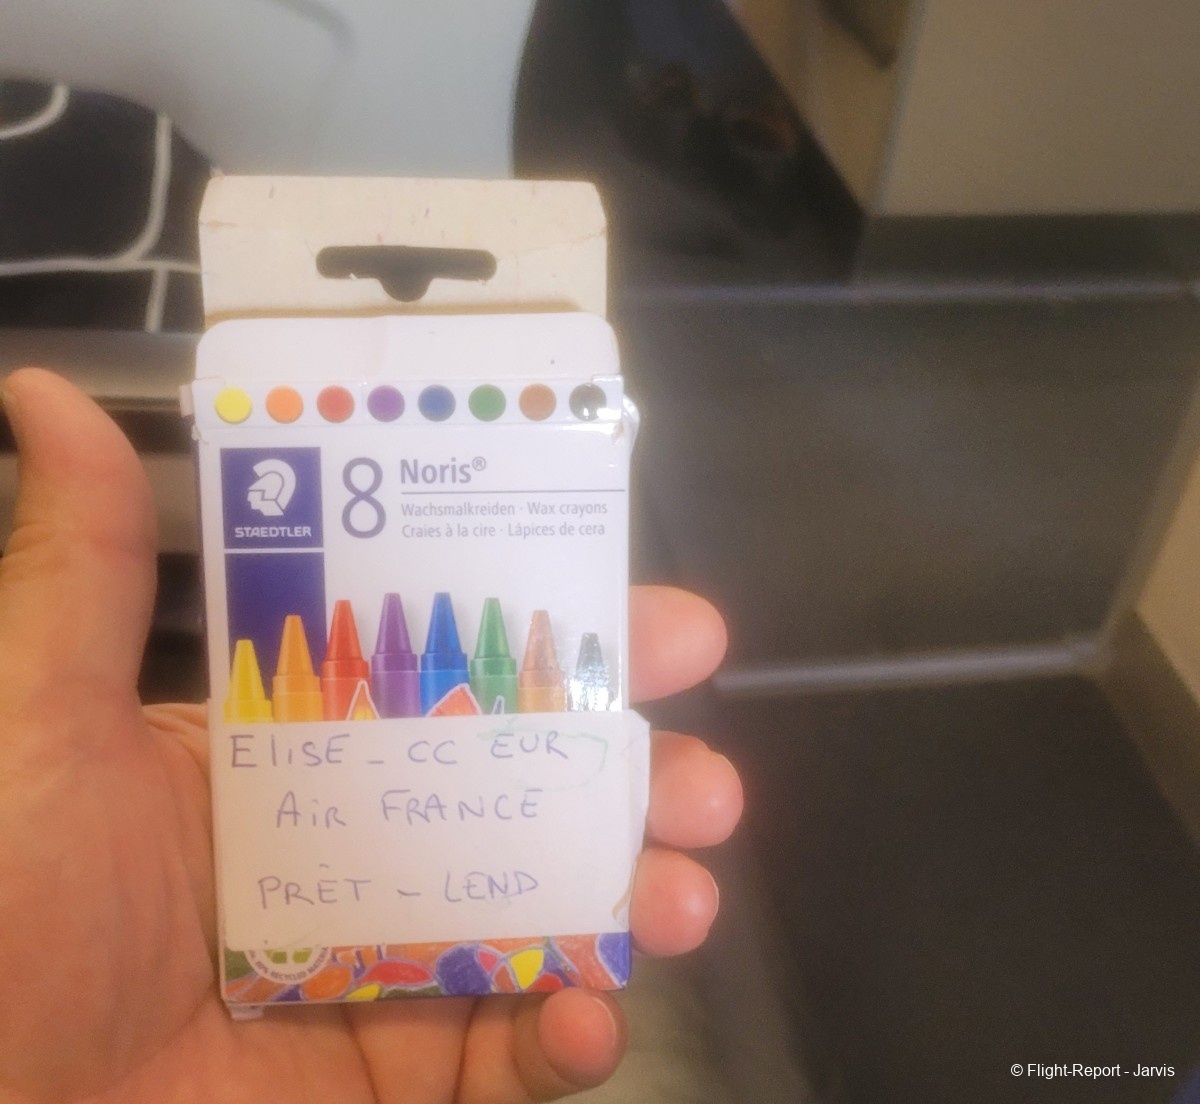 STAEDTLER
8 Noris®
Wachsmalkreiden · Wax crayons
Craies à la cire · Lápices de cera
ELiSE - CC EUR
AiR FRANCE
PRÊT - LEND
© Flight-Report - Jarvis